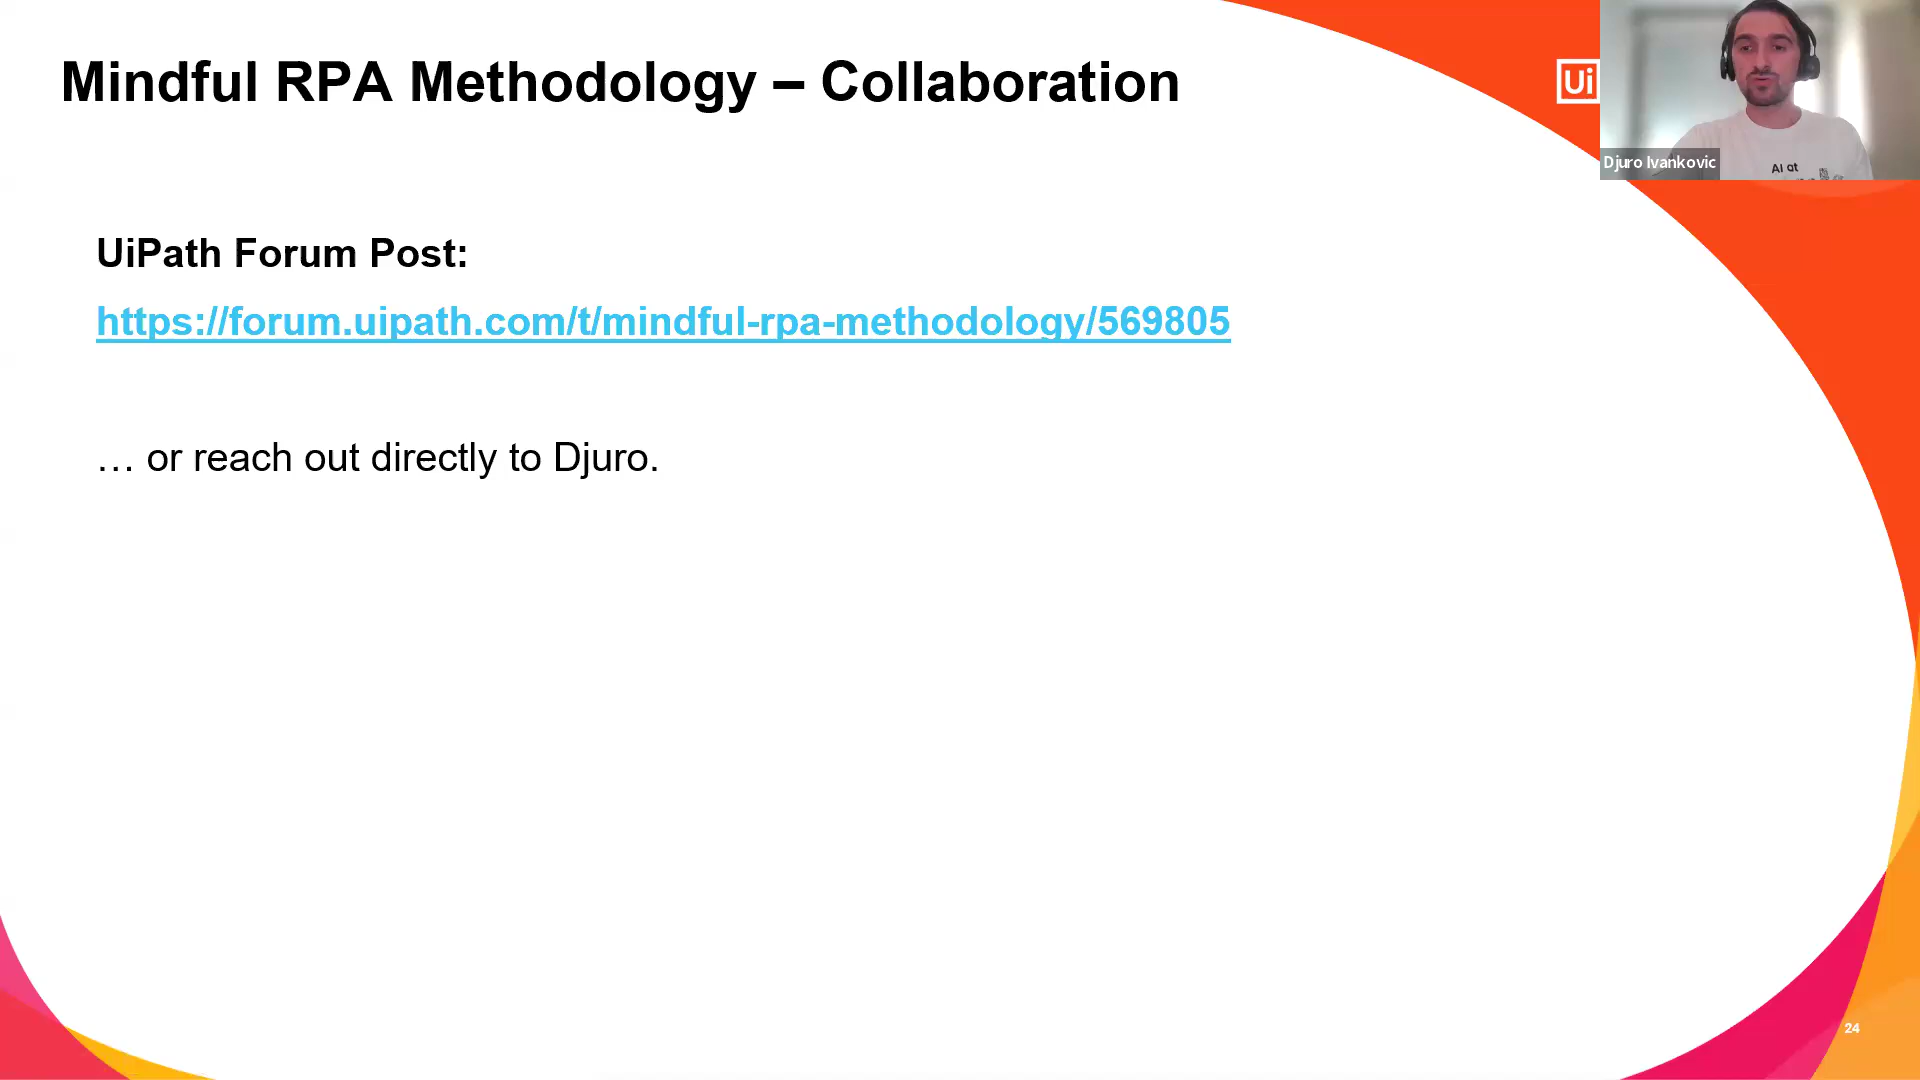 Mindful RPA Methodology – Collaboration
Ui
Djuro Ivankovic
AI at
UiPath Forum Post:
https://forum.uipath.com/t/mindful-rpa-methodology/569805
… or reach out directly to Djuro.
24